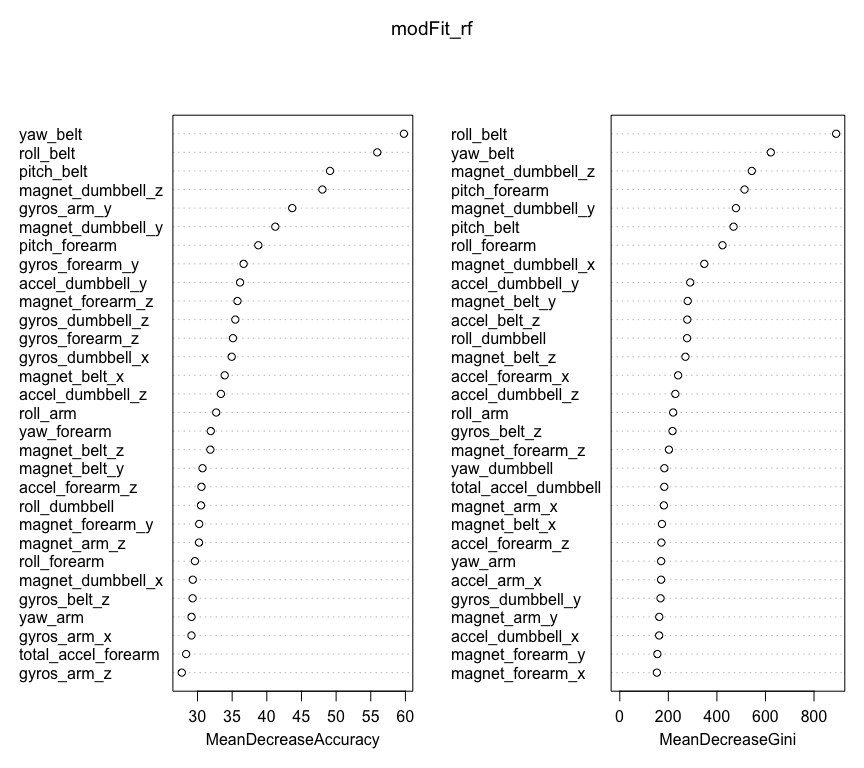 modFit_rf
yaw_belt
roll_belt
pitch_belt
magnet_dumbbell_z
gyros_arm_y
magnet_dumbbell_y
pitch_forearm
gyros_forearm_y
accel_dumbbell_y
magnet_forearm_z
gyros_dumbbell_z
gyros_forearm_z
gyros_dumbbell_x
magnet_belt_x
accel_dumbbell_z
roll_arm
yaw_forearm
magnet_belt_z
magnet_belt_y
accel_forearm_z
roll_dumbbell
magnet_forearm_y
magnet_arm_z
roll_forearm
magnet_dumbbell_x
gyros_belt_z
yaw_arm
gyros_arm_x
total_accel_forearm
gyros_arm_z
30 35 40 45 50 55 60
MeanDecreaseAccuracy
roll_belt
yaw_belt
magnet_dumbbell_z
pitch_forearm
magnet_dumbbell_y
pitch_belt
roll_forearm
magnet_dumbbell_x
accel_dumbbell_y
magnet_belt_y
accel_belt_z
roll_dumbbell
magnet_belt_z
accel_forearm_x
accel_dumbbell_z
roll_arm
gyros_belt_z
magnet_forearm_z
yaw_dumbbell
total_accel_dumbbell
magnet_arm_x
magnet_belt_x
accel_forearm_z
yaw_arm
accel_arm_x
gyros_dumbbell_y
magnet_arm_y
accel_dumbbell_x
magnet_forearm_y
magnet_forearm_x
0 200 400 600 800
MeanDecreaseGini